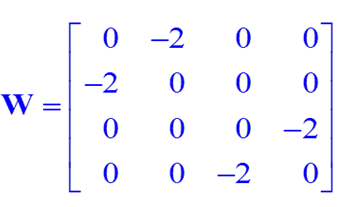 0 −2 0 0
−2 0 0 0
W =
0 0 0 −2
0 0 −2 0